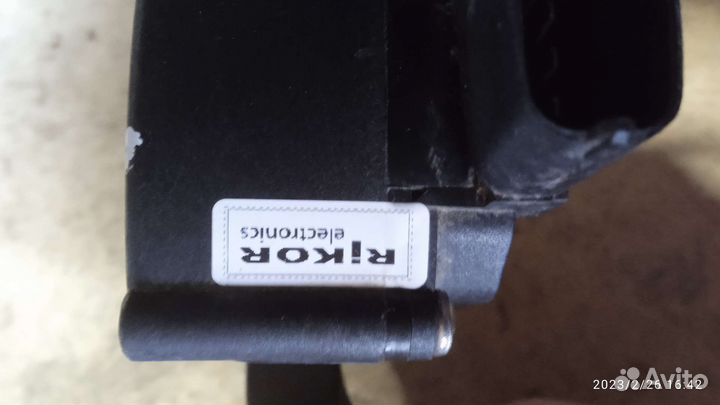 RiKOR
electronics
Avito
2023/2/26 16:42